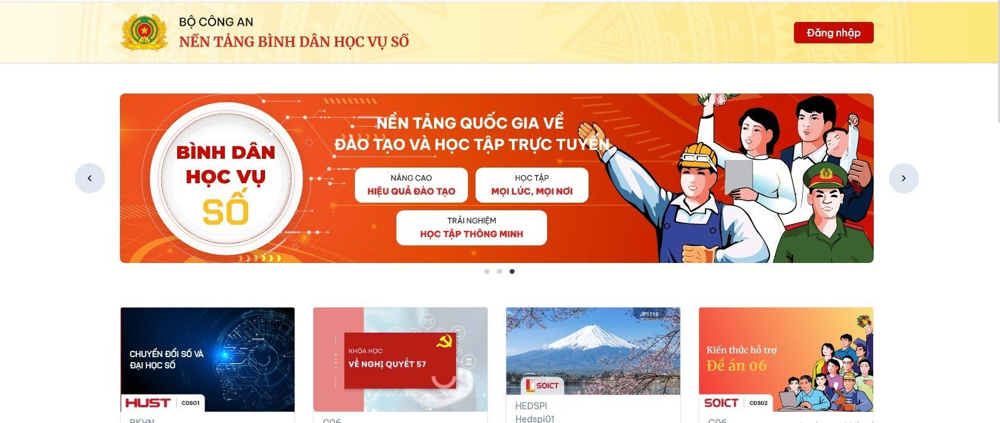 BỘ CÔNG AN
NỀN TẢNG BÌNH DÂN HỌC VỤ SỐ
Đăng nhập
BÌNH DÂN
HỌC VỤ
SỐ
NỀN TẢNG QUỐC GIA VỀ
ĐÀO TẠO VÀ HỌC TẬP TRỰC TUYẾN
NÂNG CAO
HIỆU QUẢ ĐÀO TẠO
HỌC TẬP
MỌI LÚC, MỌI NƠI
TRẢI NGHIỆM
HỌC TẬP THÔNG MINH
CHUYỂN ĐỔI SỐ VÀ
ĐẠI HỌC SỐ
HUST
CDS01
BKHN
2025
KHÓA HỌC
VỀ NGHỊ QUYẾT 57
C06
JP1110
SOICT
HEDSPI
Hedspi01
Kiến thức hỗ trợ
Đề án 06
SOICT
CDS02
C06